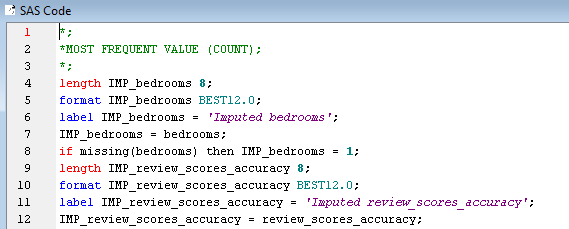 SAS Code
1 *;
2 *MOST FREQUENT VALUE (COUNT);
3 *;
4 length IMP_bedrooms 8;
5 format IMP_bedrooms BEST12.0;
6 label IMP_bedrooms = 'Imputed bedrooms';
7 IMP_bedrooms = bedrooms;
8 if missing(bedrooms) then IMP_bedrooms = 1;
9 length IMP_review_scores_accuracy 8;
10 format IMP_review_scores_accuracy BEST12.0;
11 label IMP_review_scores_accuracy = 'Imputed review_scores_accuracy';
12 IMP_review_scores_accuracy = review_scores_accuracy;